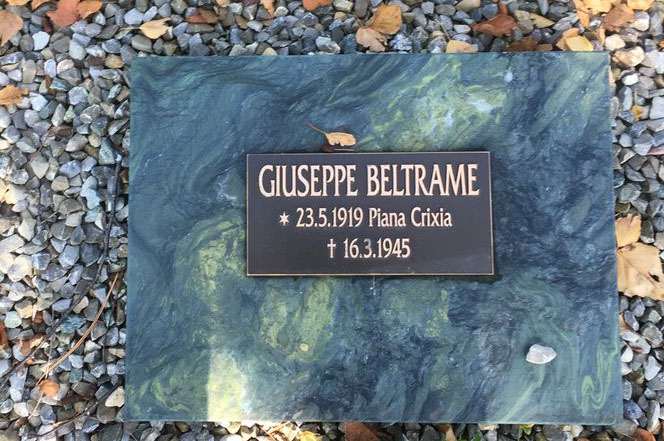 GIUSEPPE BELTRAME
* 23.5.1919 Piana Crixia
† 16.3.1945